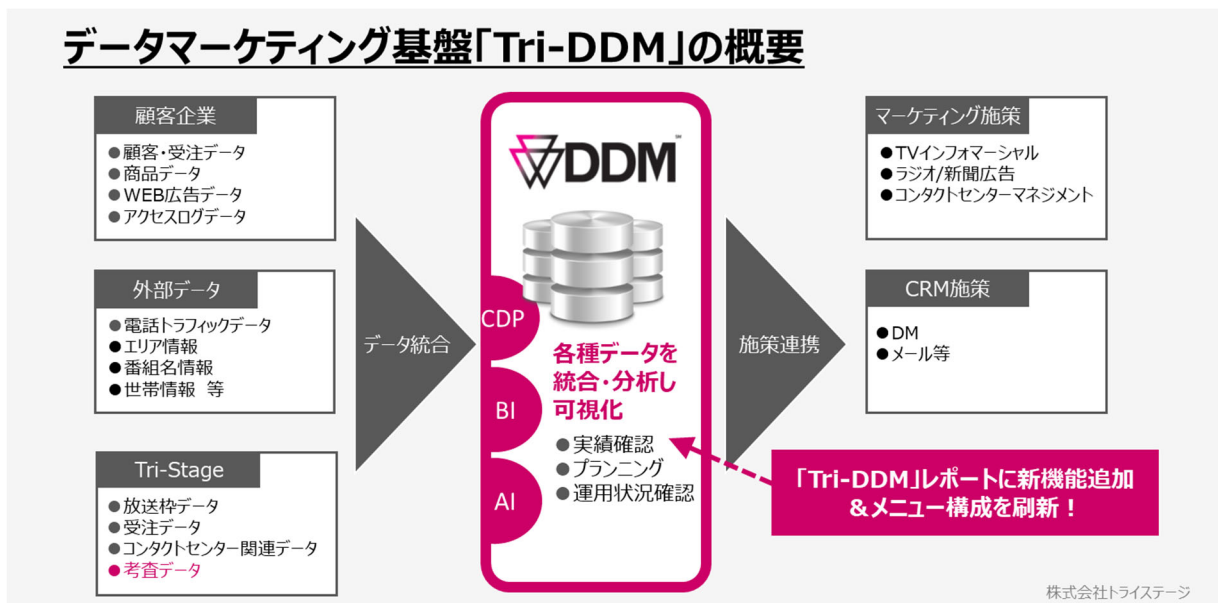 データマーケティング基盤「Tri-DDM」の概要
顧客企業
●顧客・受注データ
●商品データ
●WEB広告データ
●アクセスログデータ
外部データ
●電話トラフィックデータ
●エリア情報
●番組名情報
●世帯情報 等
Tri-Stage
●放送枠データ
●受注データ
●コンタクトセンター関連データ
●考査データ
データ統合
DDM℠
CDP
BI
AI
各種データを
統合・分析し
可視化
●実績確認
●プランニング
●運用状況確認
施策連携
マーケティング施策
●TVインフォマーシャル
●ラジオ/新聞広告
●コンタクトセンターマネジメント
CRM施策
●DM
●メール等
「Tri-DDM」レポートに新機能追加
&メニュー構成を刷新！
株式会社トライステージ